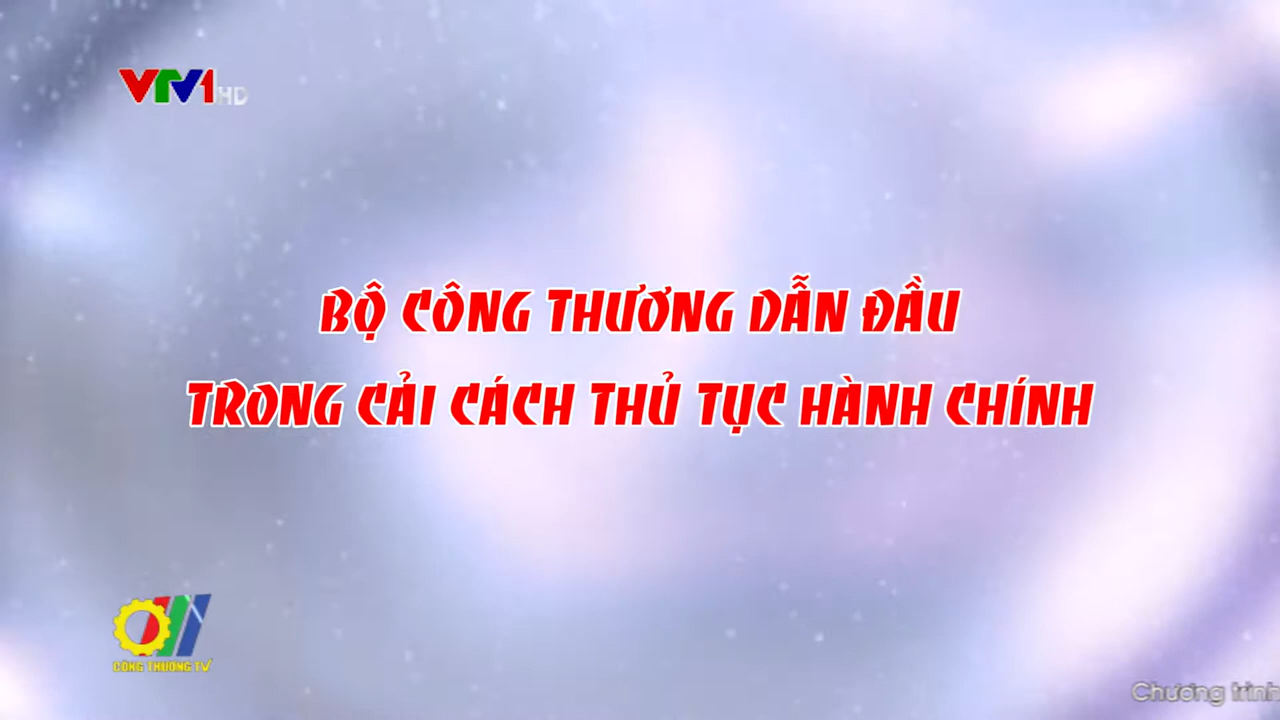 VTV1 HD
BỘ CÔNG THƯƠNG DẪN ĐẦU
TRONG CẢI CÁCH THỦ TỤC HÀNH CHÍNH
CÔNG THƯƠNG TV
Chương trình